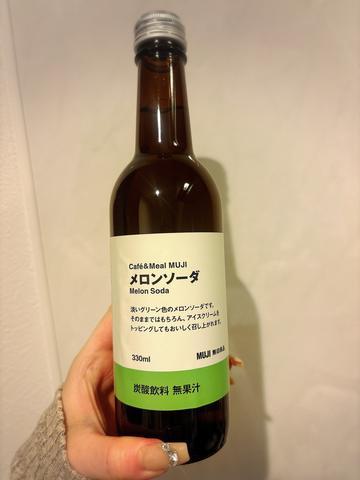 Café&Meal MUJI
メロンソーダ
Melon Soda
淡いグリーン色のメロンソーダです。
そのままではもちろん、アイスクリームを
トッピングしてもおいしく召し上がれます。
330ml
MUJI 無印良品
炭酸飲料 無果汁